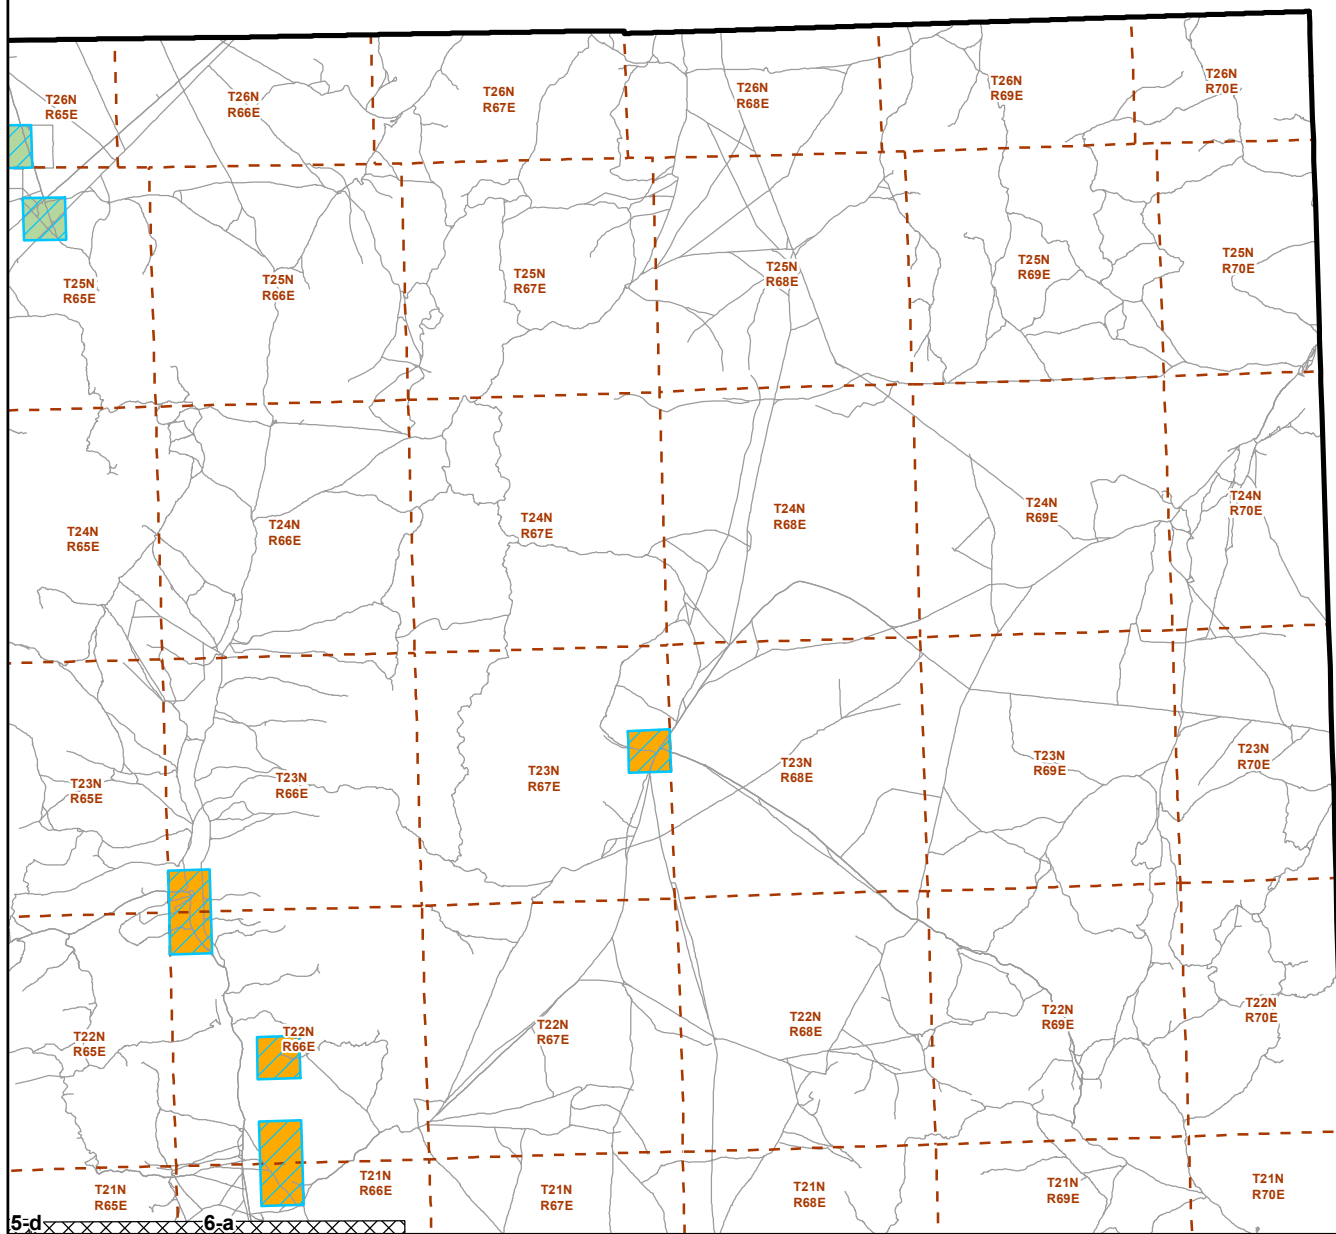 T26N
R65E
T26N
R66E
T26N
R67E
T26N
R68E
T26N
R69E
T26N
R70E
T25N
R65E
T25N
R66E
T25N
R67E
T25N
R68E
T25N
R69E
T25N
R70E
T24N
R65E
T24N
R66E
T24N
R67E
T24N
R68E
T24N
R69E
T24N
R70E
T23N
R65E
T23N
R66E
T23N
R67E
T23N
R68E
T23N
R69E
T23N
R70E
T22N
R65E
T22N
R66E
T22N
R67E
T22N
R68E
T22N
R69E
T22N
R70E
T21N
R65E
T21N
R66E
T21N
R67E
T21N
R68E
T21N
R69E
T21N
R70E
5-d
6-a